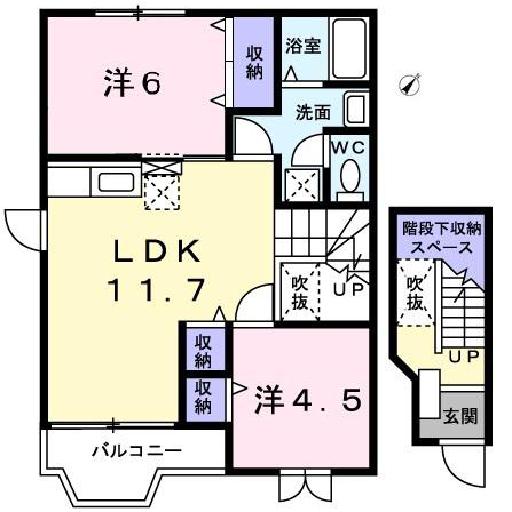 洋6
収納
浴室
洗面
WC
LDK
11.7
吹抜
UP
収納
収納
洋4.5
バルコニー
階段下収納
スペース
吹抜
UP
玄関